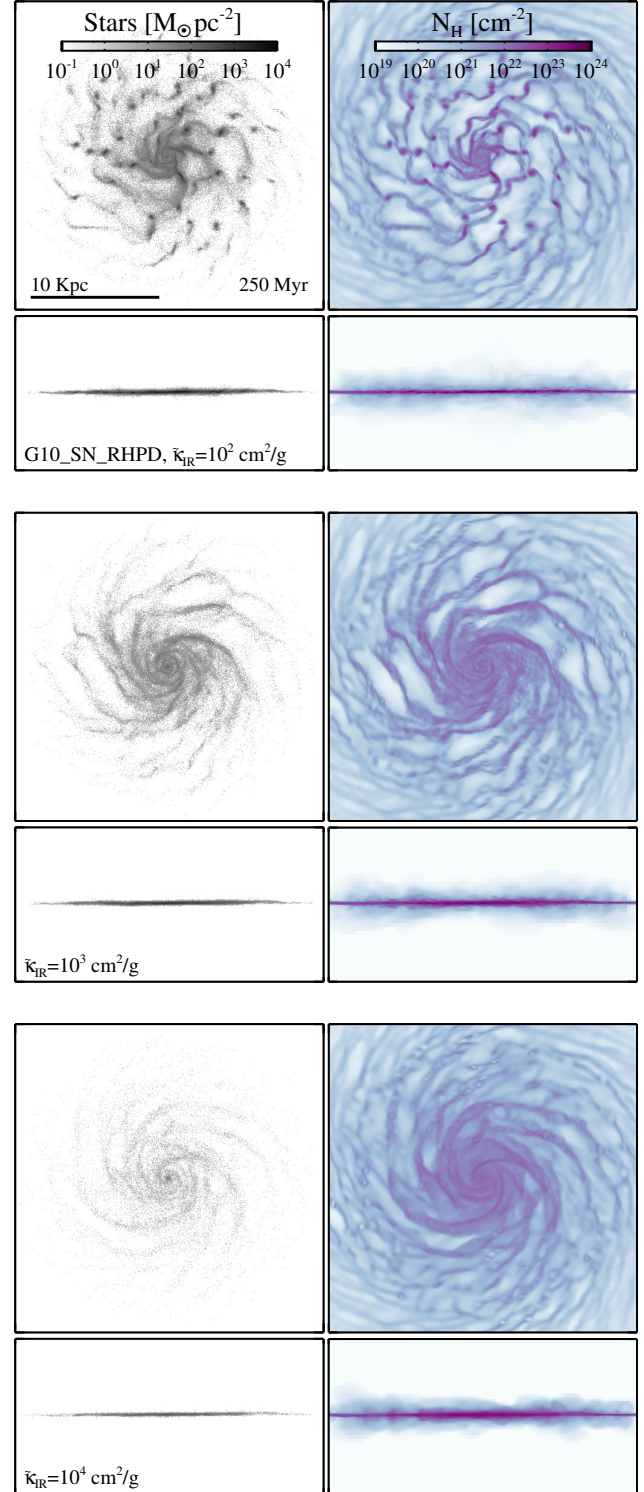 Stars [M☉pc⁻²]
10⁻¹ 10⁰ 10¹ 10² 10³ 10⁴
N_H [cm⁻²]
10¹⁹ 10²⁰ 10²¹ 10²² 10²³ 10²⁴
10 Kpc 250 Myr
G10_SN_RHPD, κ̃_IR=10² cm²/g
κ̃_IR=10³ cm²/g
κ̃_IR=10⁴ cm²/g